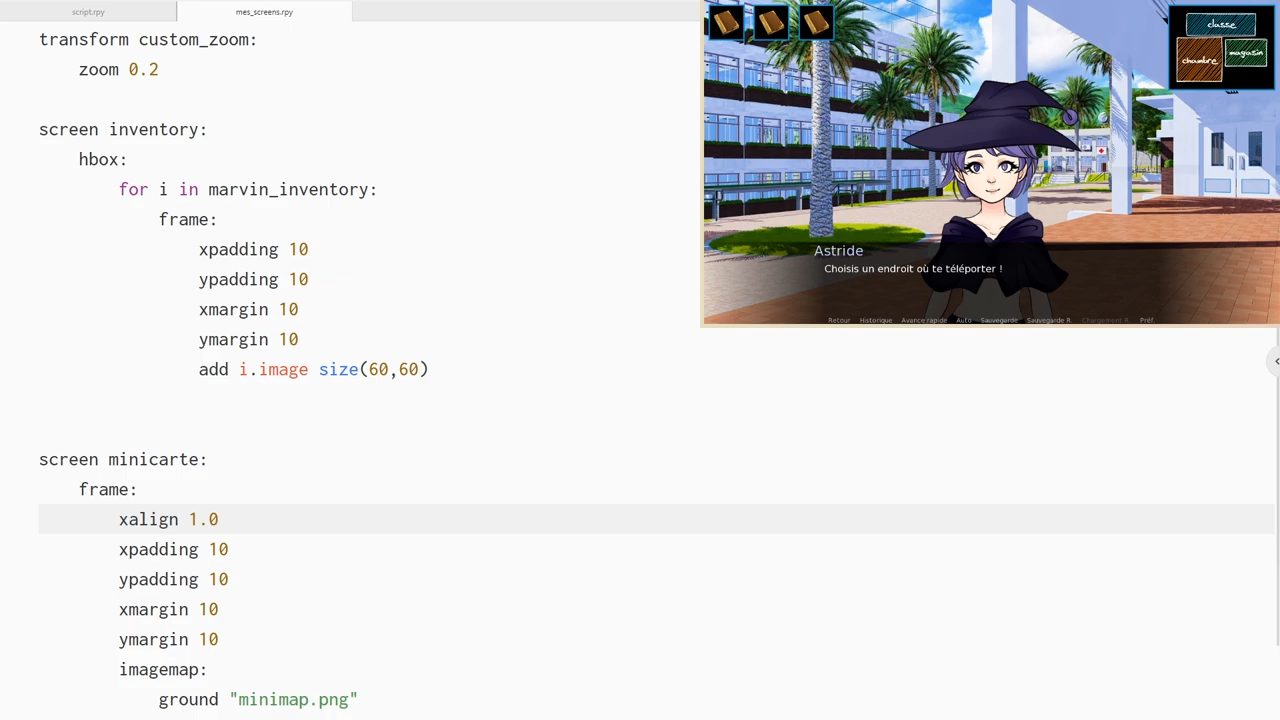 script.rpy
mes_screens.rpy
transform custom_zoom:
zoom 0.2
screen inventory:
hbox:
for i in marvin_inventory:
frame:
xpadding 10
ypadding 10
xmargin 10
ymargin 10
add i.image size(60,60)
screen minicarte:
frame:
xalign 1.0
xpadding 10
ypadding 10
xmargin 10
ymargin 10
imagemap:
ground "minimap.png"
classe
chambre
magasin
Astride
Choisis un endroit où te téléporter !
Retour Historique Avance rapide Auto Sauvegarde Sauvegarde R. Chargement R. Préf.